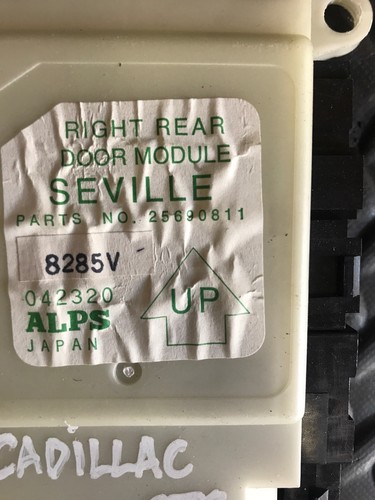 RIGHT REAR
DOOR MODULE
SEVILLE
PARTS NO. 25690811
8285V
042320
ALPS
JAPAN
UP
CADILLAC